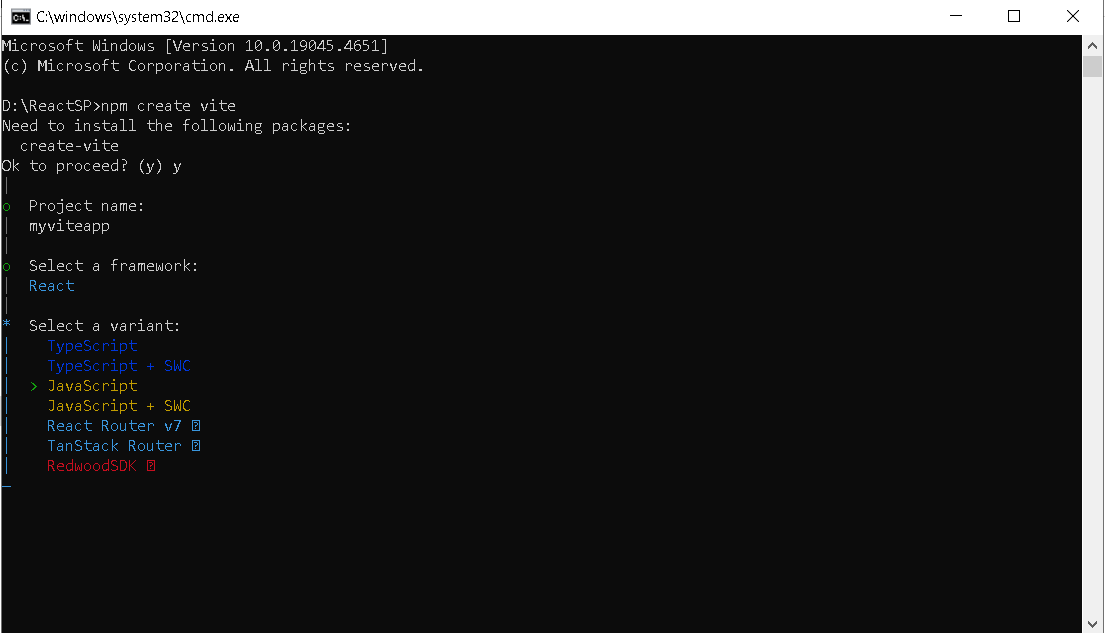 C:\windows\system32\cmd.exe
Microsoft Windows [Version 10.0.19045.4651]
(c) Microsoft Corporation. All rights reserved.
D:\ReactSP>npm create vite
Need to install the following packages:
create-vite
Ok to proceed? (y) y
Project name:
myviteapp
Select a framework:
React
* Select a variant:
TypeScript
TypeScript + SWC
> JavaScript
JavaScript + SWC
React Router v7
TanStack Router
RedwoodSDK